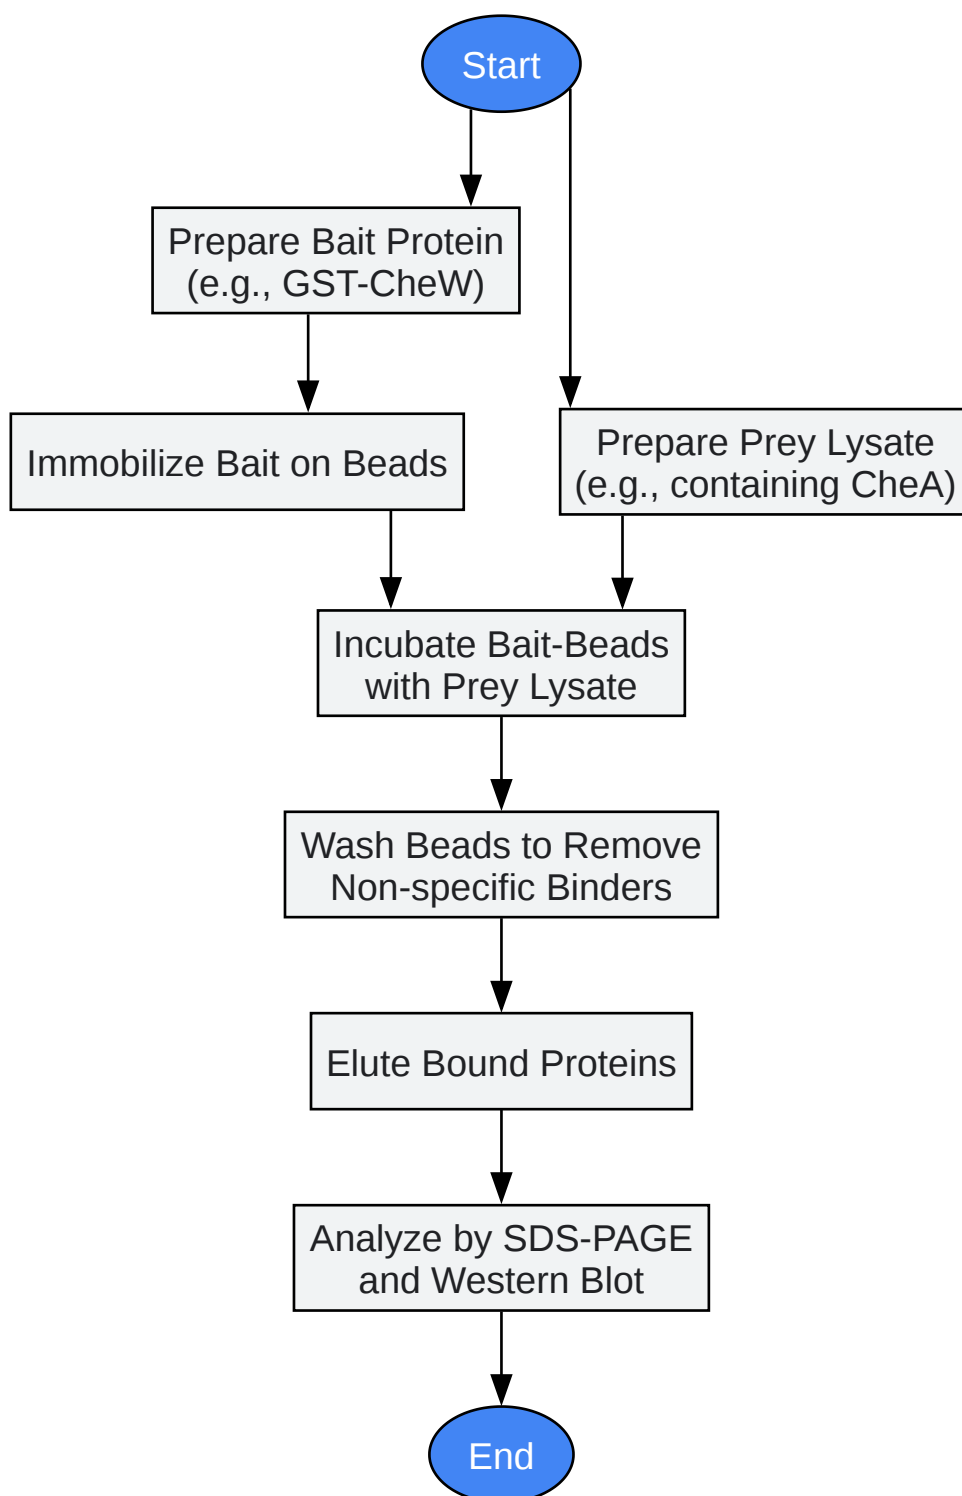 Start
Prepare Bait Protein
(e.g., GST-CheW)
Immobilize Bait on Beads
Prepare Prey Lysate
(e.g., containing CheA)
Incubate Bait-Beads
with Prey Lysate
Wash Beads to Remove
Non-specific Binders
Elute Bound Proteins
Analyze by SDS-PAGE
and Western Blot
End